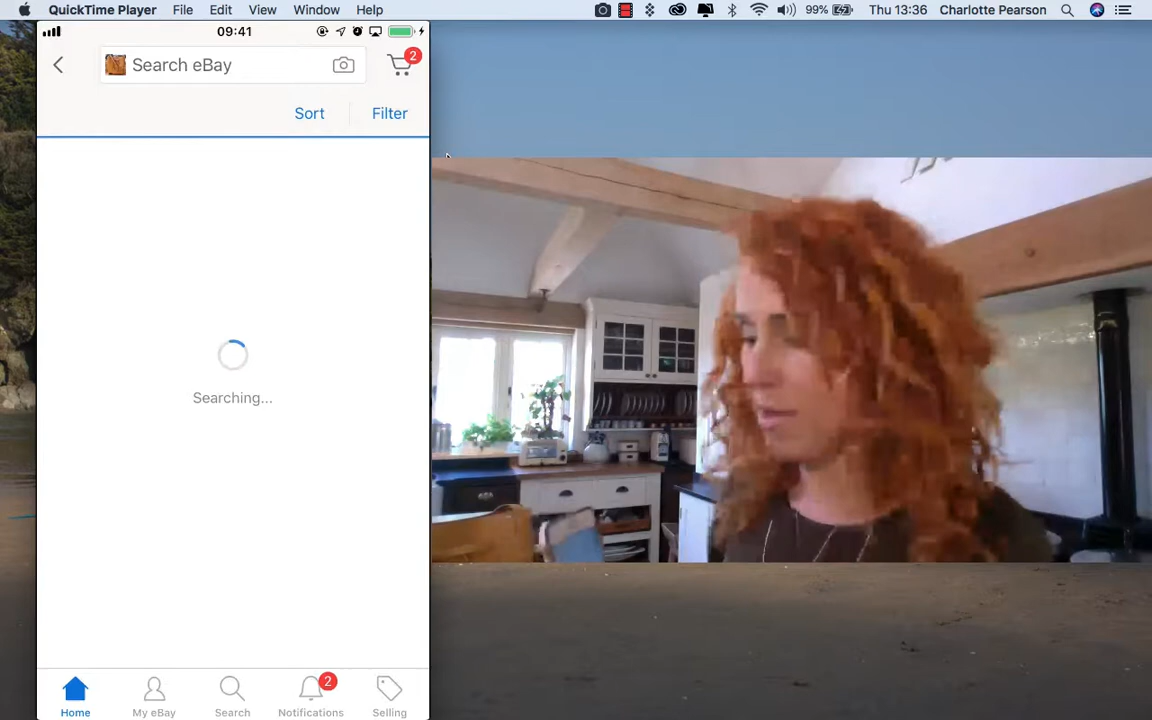 QuickTime Player File Edit View Window Help 99% Thu 13:36 Charlotte Pearson
09:41
Search eBay 2
Sort Filter
Searching...
2
Home My eBay Search Notifications Selling